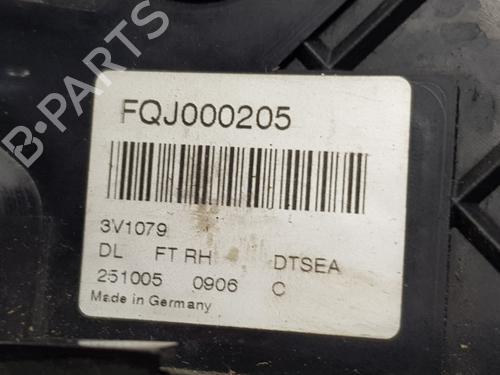 B-PARTS
FQJ000205
3V1079
DL FT RH DTSEA
251005 0906 C
Made in Germany